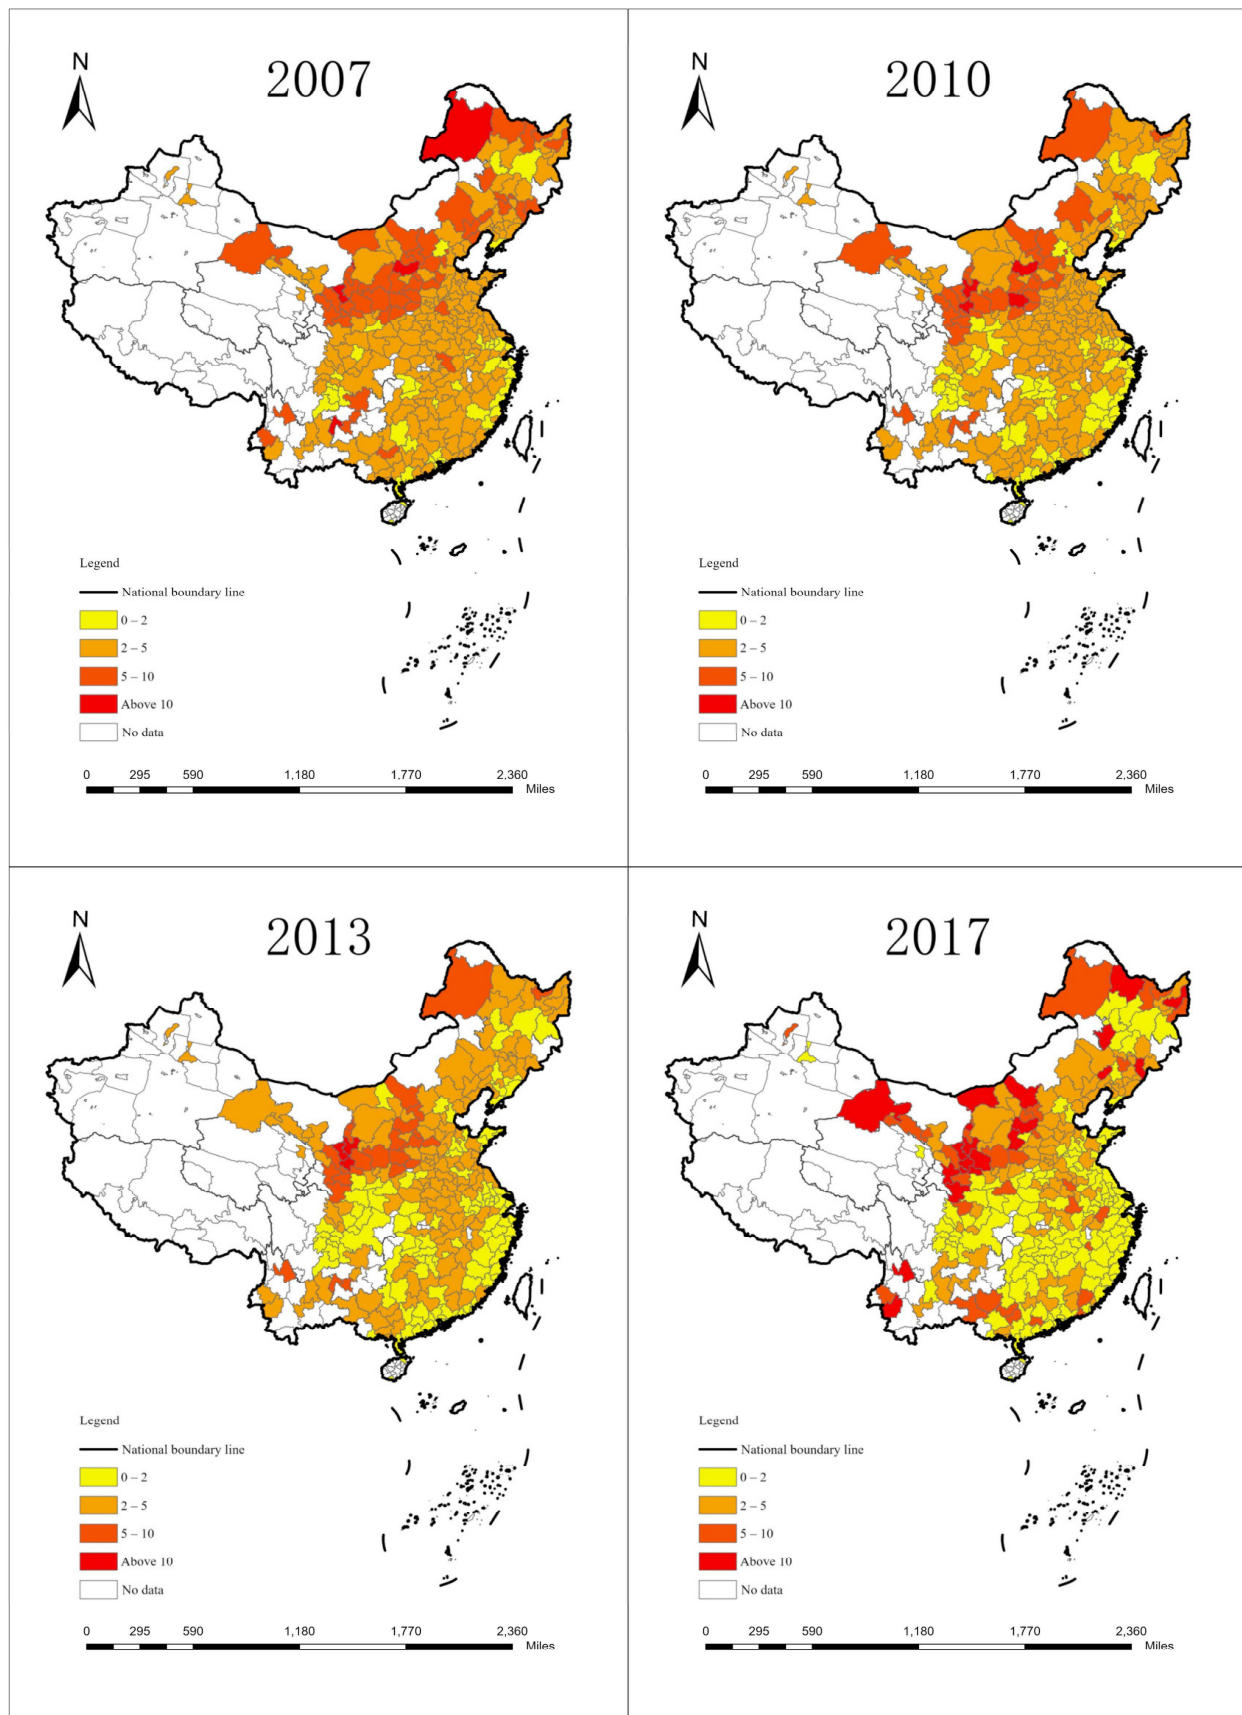 N
2007
Legend
National boundary line
0 – 2
2 – 5
5 – 10
Above 10
No data
0 295 590 1,180 1,770 2,360
Miles
N
2010
Legend
National boundary line
0 – 2
2 – 5
5 – 10
Above 10
No data
0 295 590 1,180 1,770 2,360
Miles
N
2013
Legend
National boundary line
0 – 2
2 – 5
5 – 10
Above 10
No data
0 295 590 1,180 1,770 2,360
Miles
N
2017
Legend
National boundary line
0 – 2
2 – 5
5 – 10
Above 10
No data
0 295 590 1,180 1,770 2,360
Miles